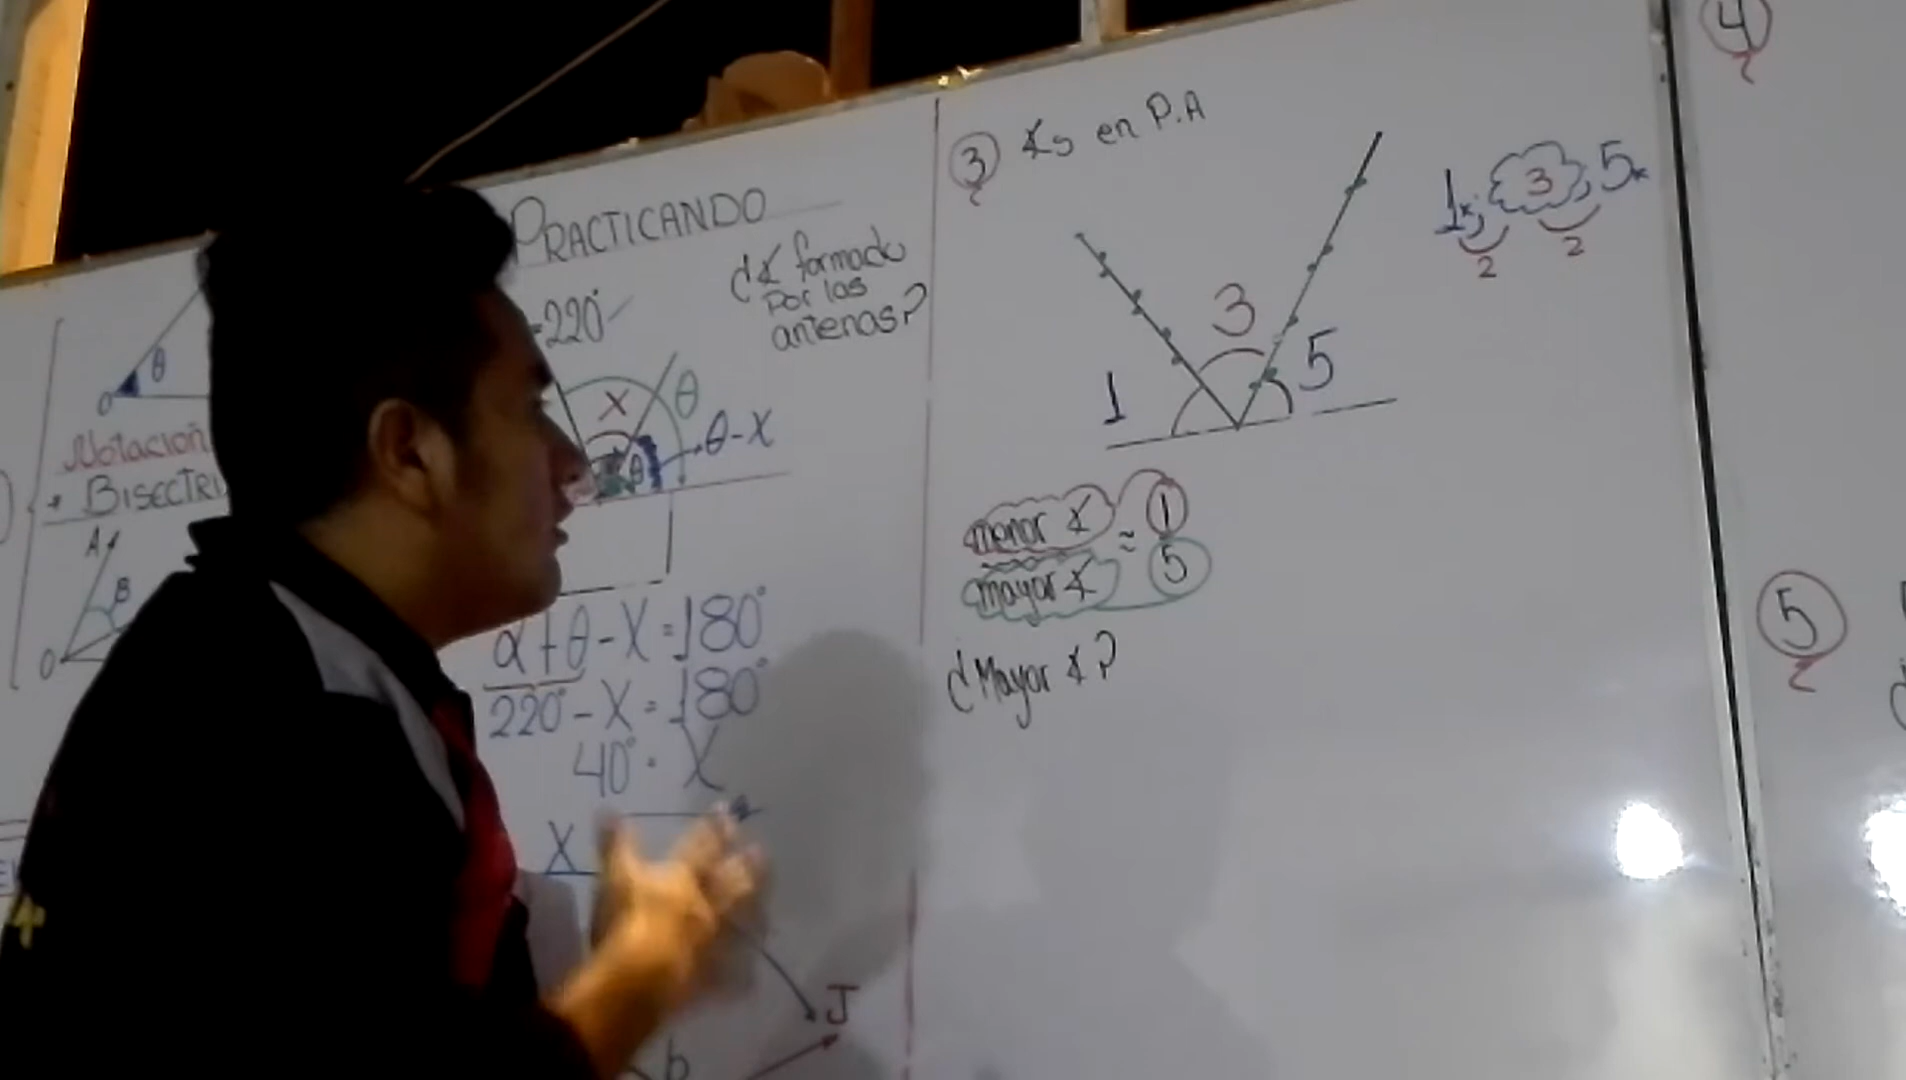 PRACTICANDO
=220°
¿∡ formado
por las
antenas?
x
θ
θ
θ-x
α+θ-x=180°
220°-x=180°
40°=x
x
J
b
θ
O
Notación
+ BISECTRI
A
B
O
3
∡s en P.A
1
3
5
1x; 3; 5x
2
2
menor ∡ ≈ 1
mayor ∡ 5
¿Mayor ∡?
4
5